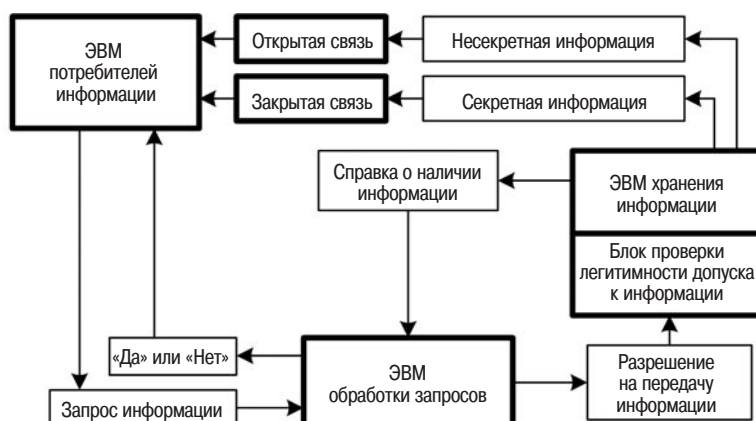 ЭВМ
потребителей
информации
Открытая связь
Несекретная информация
Закрытая связь
Секретная информация
Справка о наличии
информации
ЭВМ хранения
информации
Блок проверки
легитимности допуска
к информации
«Да» или «Нет»
ЭВМ
обработки запросов
Разрешение
на передачу
информации
Запрос информации